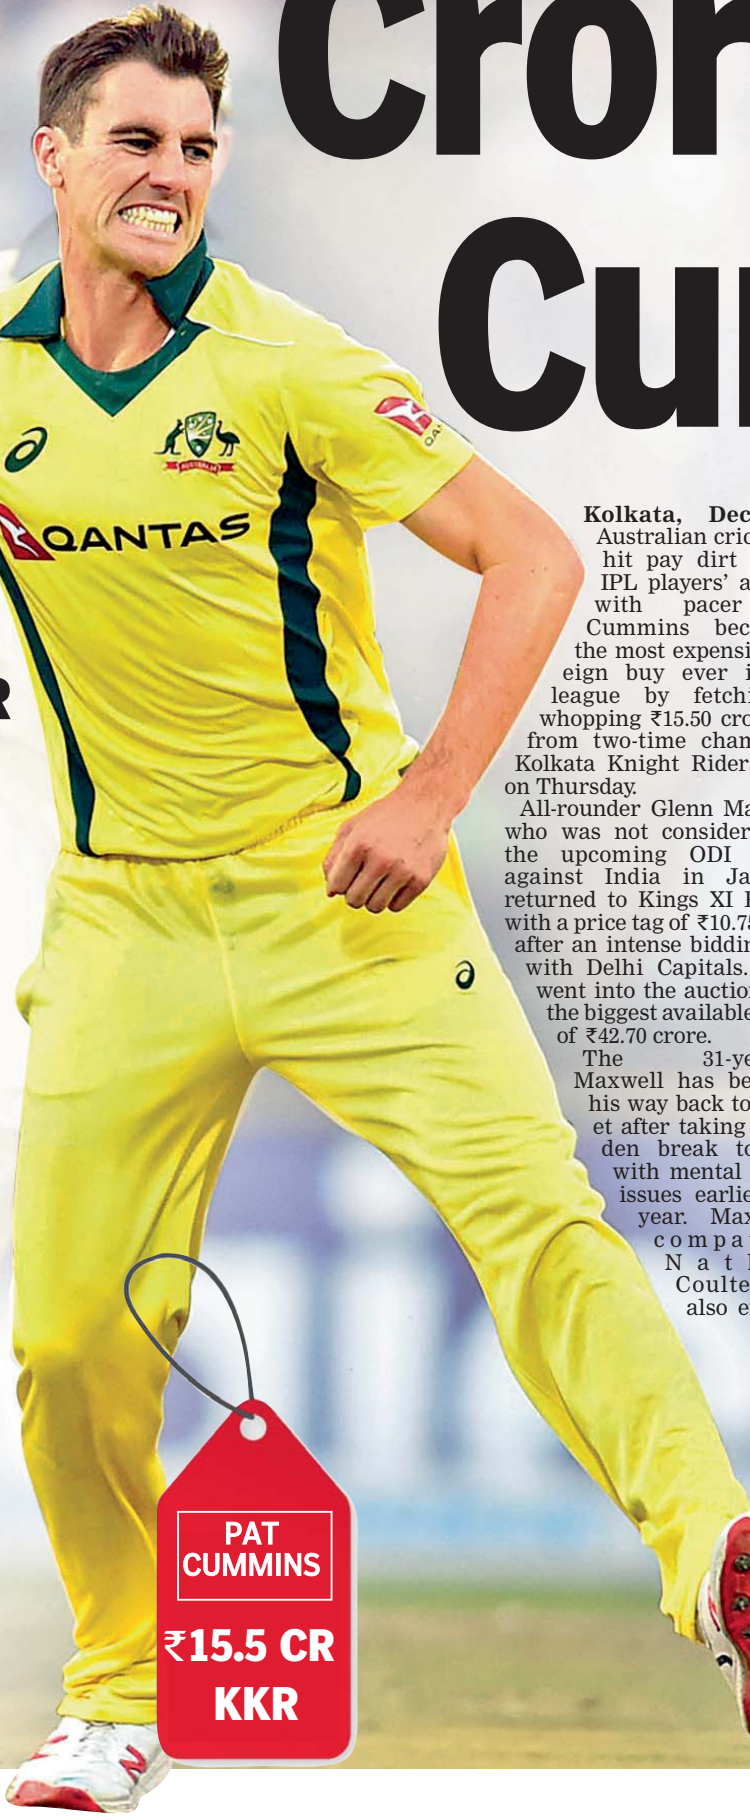 Cron
Cu
AUSTRALIA
QANTAS
R
Kolkata, Dec
Australian cric
hit pay dirt
IPL players' a
with pacer
Cummins bec
the most expensi
eign buy ever i
league by fetchi
whopping ₹15.50 cro
from two-time cham
Kolkata Knight Rider
on Thursday.
All-rounder Glenn Ma
who was not consider
the upcoming ODI
against India in Ja
returned to Kings XI
with a price tag of ₹10.75
after an intense biddin
with Delhi Capitals.
went into the auction
the biggest available
of ₹42.70 crore.
The 31-ye
Maxwell has be
his way back to
et after taking
den break to
with mental
issues earlie
year. Max
compa
Nat
Coulte
also e
PAT
CUMMINS
₹15.5 CR
KKR